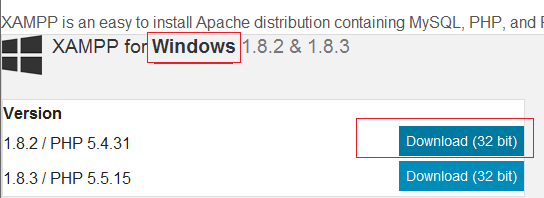 XAMPP is an easy to install Apache distribution containing MySQL, PHP, and
XAMPP for Windows 1.8.2 & 1.8.3
Version
1.8.2 / PHP 5.4.31 Download (32 bit)
1.8.3 / PHP 5.5.15 Download (32 bit)